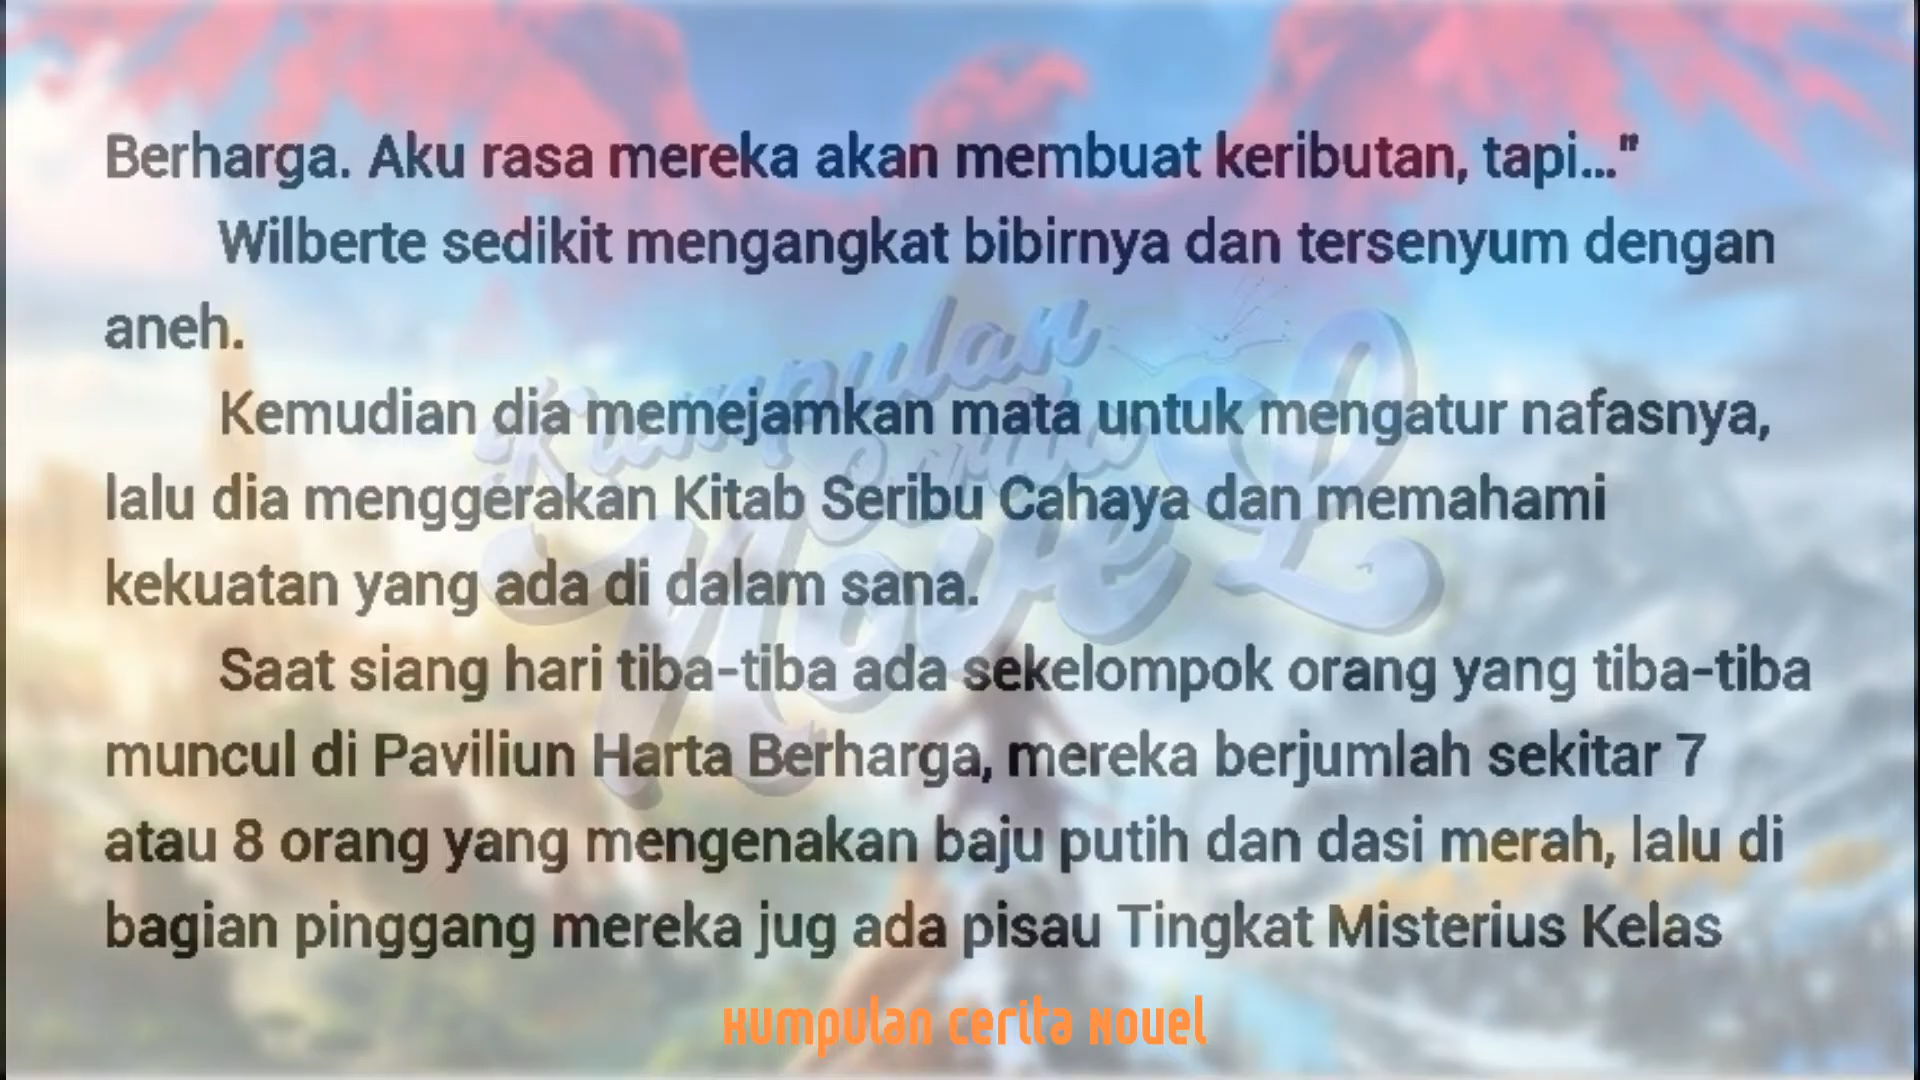 Berharga. Aku rasa mereka akan membuat keributan, tapi..."
Wilberte sedikit mengangkat bibirnya dan tersenyum dengan
aneh.
Kemudian dia memejamkan mata untuk mengatur nafasnya,
lalu dia menggerakan Kitab Seribu Cahaya dan memahami
kekuatan yang ada di dalam sana.
Saat siang hari tiba-tiba ada sekelompok orang yang tiba-tiba
muncul di Paviliun Harta Berharga, mereka berjumlah sekitar 7
atau 8 orang yang mengenakan baju putih dan dasi merah, lalu di
bagian pinggang mereka jug ada pisau Tingkat Misterius Kelas
Kumpulan Cerita Novel
Kumpulan Cerita Novel